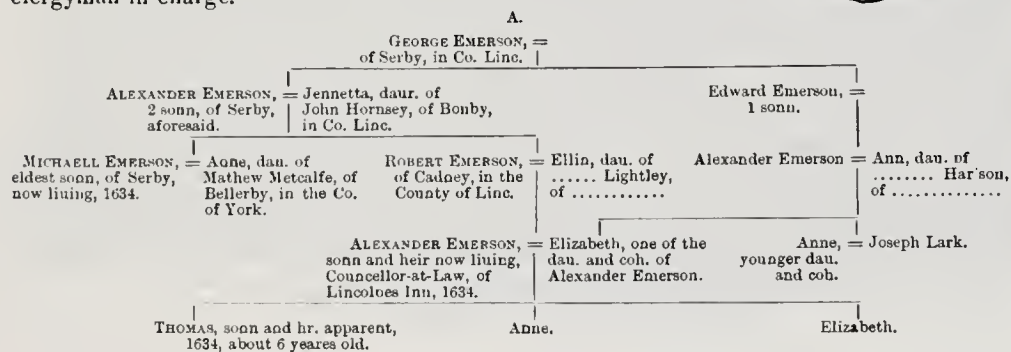 clergyman in charge.
A.
GEORGE EMERSON, =
of Serby, in Co. Linc.
ALEXANDER EMERSON, = Jennetta, daur. of
2 sonn, of Serby, John Hornsey, of Bonby,
aforesaid. in Co. Linc.
Edward Emerson, =
1 sonn.
MICHAELL EMERSON, = Anne, dau. of
eldest sonn, of Serby, Mathew Metcalfe, of
now liuing, 1634. Bellerby, in the Co.
of York.
ROBERT EMERSON, = Ellin, dau. of
of Cadney, in the ...... Lightley,
County of Linc. of ............
Alexander Emerson = Ann, dau. of
........ Har'son,
of ..............
ALEXANDER EMERSON, = Elizabeth, one of the
sonn and heir now liuing, dau. and coh. of
Councellor-at-Law, of Alexander Emerson.
Lincolnes Inn, 1634.
Anne, = Joseph Lark.
younger dau.
and coh.
THOMAS, sonn and hr. apparent,
1634, about 6 yeares old.
Anne.
Elizabeth.